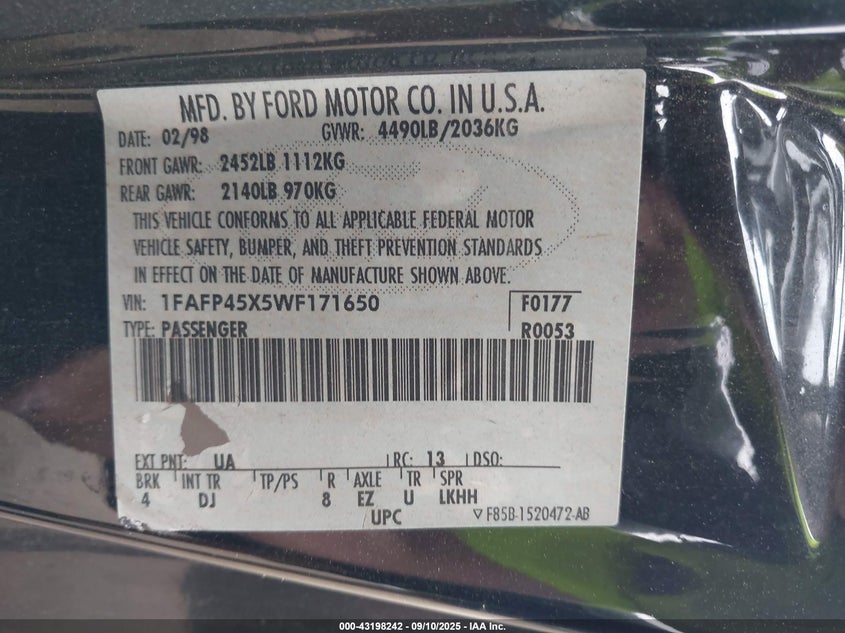 MFD. BY FORD MOTOR CO. IN U.S.A.
DATE: 02/98 GVWR: 4490LB/2036KG
FRONT GAWR: 2452LB 1112KG
REAR GAWR: 2140LB 970KG
THIS VEHICLE CONFORMS TO ALL APPLICABLE FEDERAL MOTOR
VEHICLE SAFETY, BUMPER, AND THEFT PREVENTION STANDARDS
IN EFFECT ON THE DATE OF MANUFACTURE SHOWN ABOVE.
VIN: 1FAFP45X5WF171650 F0177
TYPE: PASSENGER R0053
EXT PNT: UA RC: 13 DSO:
BRK INT TR TP/PS R AXLE TR SPR
4 DJ 8 EZ U LKHH
UPC ▽F85B-1520472-AB
000-43198242 - 09/10/2025 - IAA Inc.